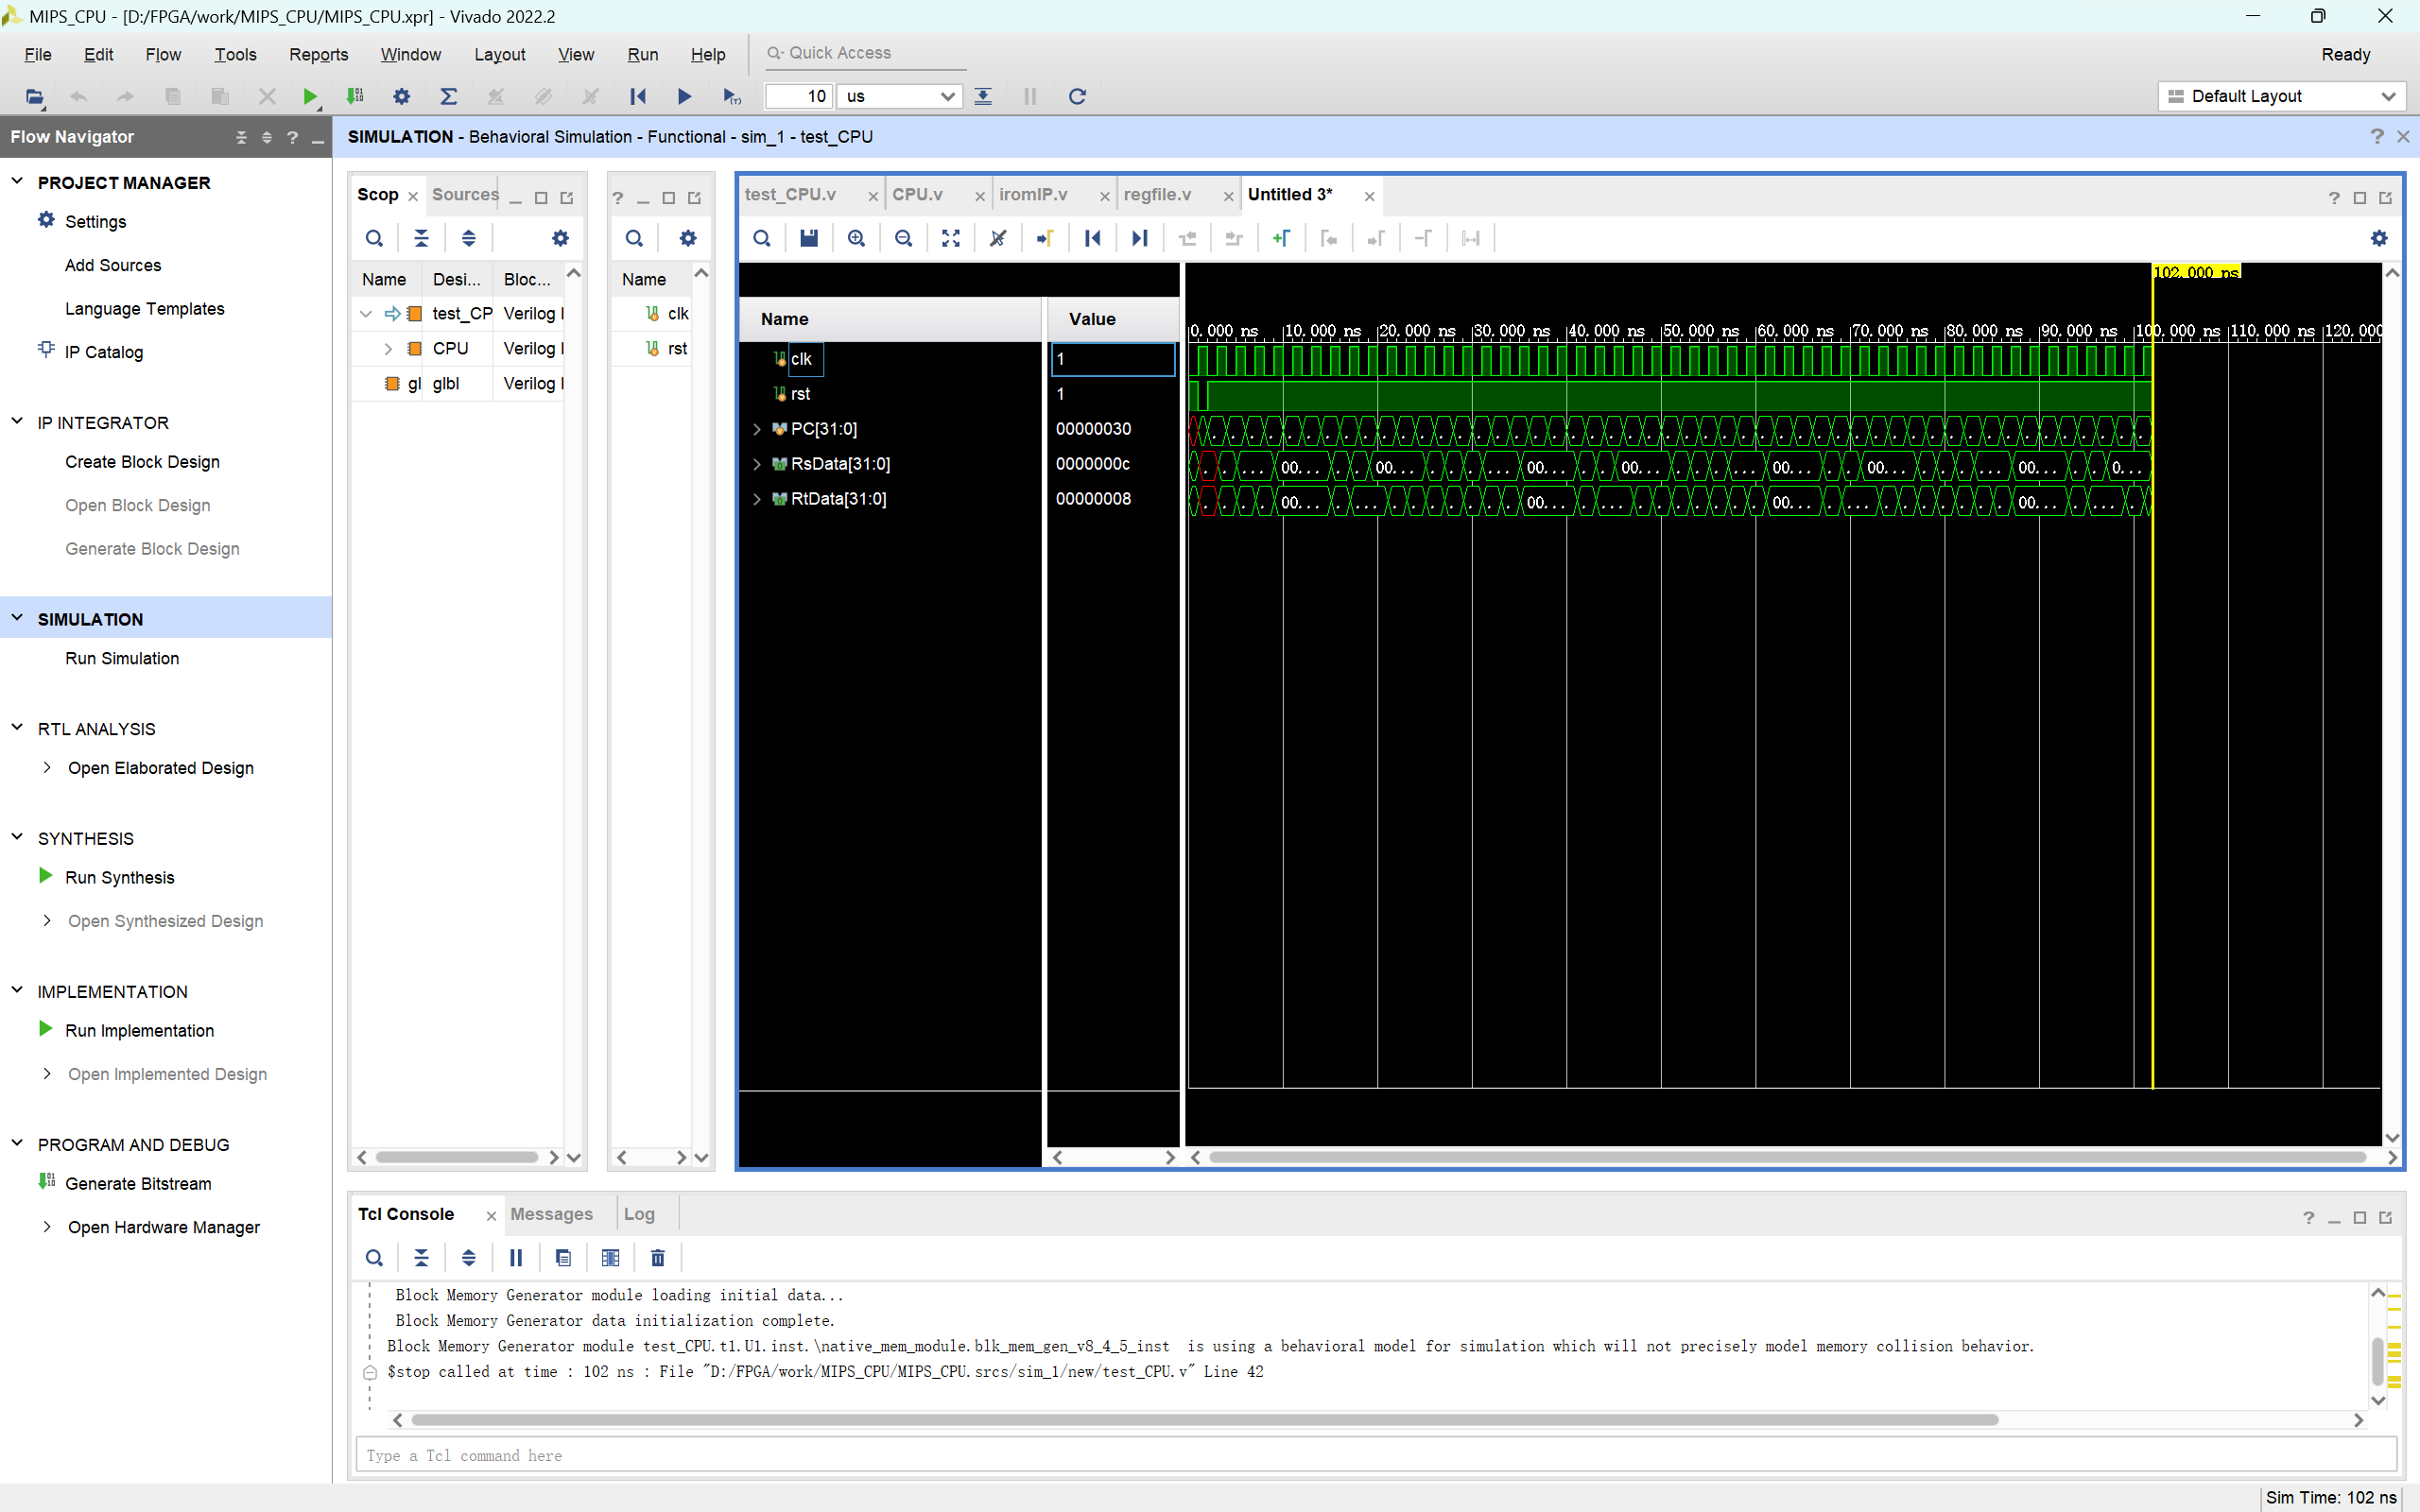 MIPS_CPU - [D:/FPGA/work/MIPS_CPU/MIPS_CPU.xpr] - Vivado 2022.2
File Edit Flow Tools Reports Window Layout View Run Help Quick Access Ready
10 us Default Layout
Flow Navigator
SIMULATION - Behavioral Simulation - Functional - sim_1 - test_CPU
PROJECT MANAGER
Settings
Add Sources
Language Templates
IP Catalog
IP INTEGRATOR
Create Block Design
Open Block Design
Generate Block Design
SIMULATION
Run Simulation
RTL ANALYSIS
Open Elaborated Design
SYNTHESIS
Run Synthesis
Open Synthesized Design
IMPLEMENTATION
Run Implementation
Open Implemented Design
PROGRAM AND DEBUG
Generate Bitstream
Open Hardware Manager
Scop Sources
Name Desi... Bloc...
test_CP Verilog
CPU Verilog
gl glbl Verilog
Name
clk
rst
test_CPU.v CPU.v iromIP.v regfile.v Untitled 3*
102.000 ns
Name Value
0.000 ns 10.000 ns 20.000 ns 30.000 ns 40.000 ns 50.000 ns 60.000 ns 70.000 ns 80.000 ns 90.000 ns 100.000 ns 110.000 ns 120.000
clk 1
rst 1
PC[31:0] 00000030
RsData[31:0] 0000000c 00... 00... 00... 00... 00... 00... 00... 0...
RtData[31:0] 00000008 00... 00... 00... 00...
Tcl Console Messages Log
Block Memory Generator module loading initial data...
Block Memory Generator data initialization complete.
Block Memory Generator module test_CPU.t1.U1.inst.\native_mem_module.blk_mem_gen_v8_4_5_inst is using a behavioral model for simulation which will not precisely model memory collision behavior.
$stop called at time : 102 ns : File "D:/FPGA/work/MIPS_CPU/MIPS_CPU.srcs/sim_1/new/test_CPU.v" Line 42
Type a Tcl command here
Sim Time: 102 ns